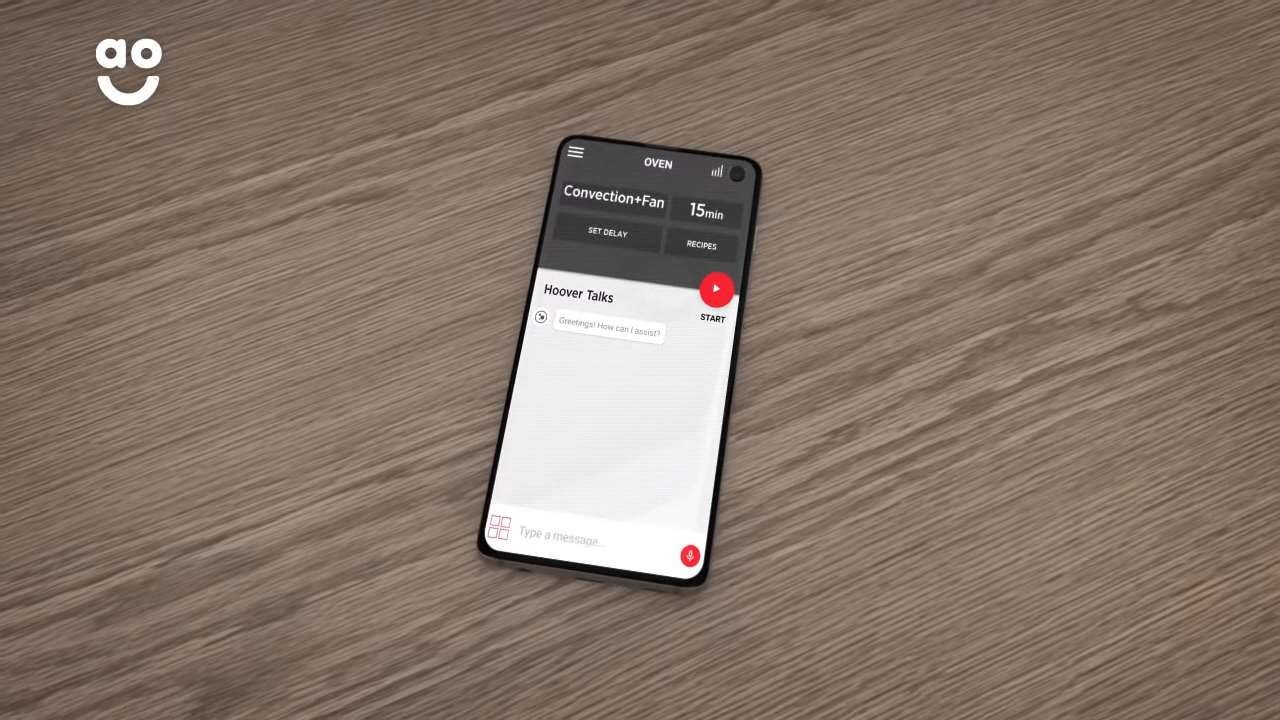 ao
OVEN
Convection+Fan
15min
SET DELAY
RECIPES
Hoover Talks
START
Greetings! How can I assist?
Type a message...